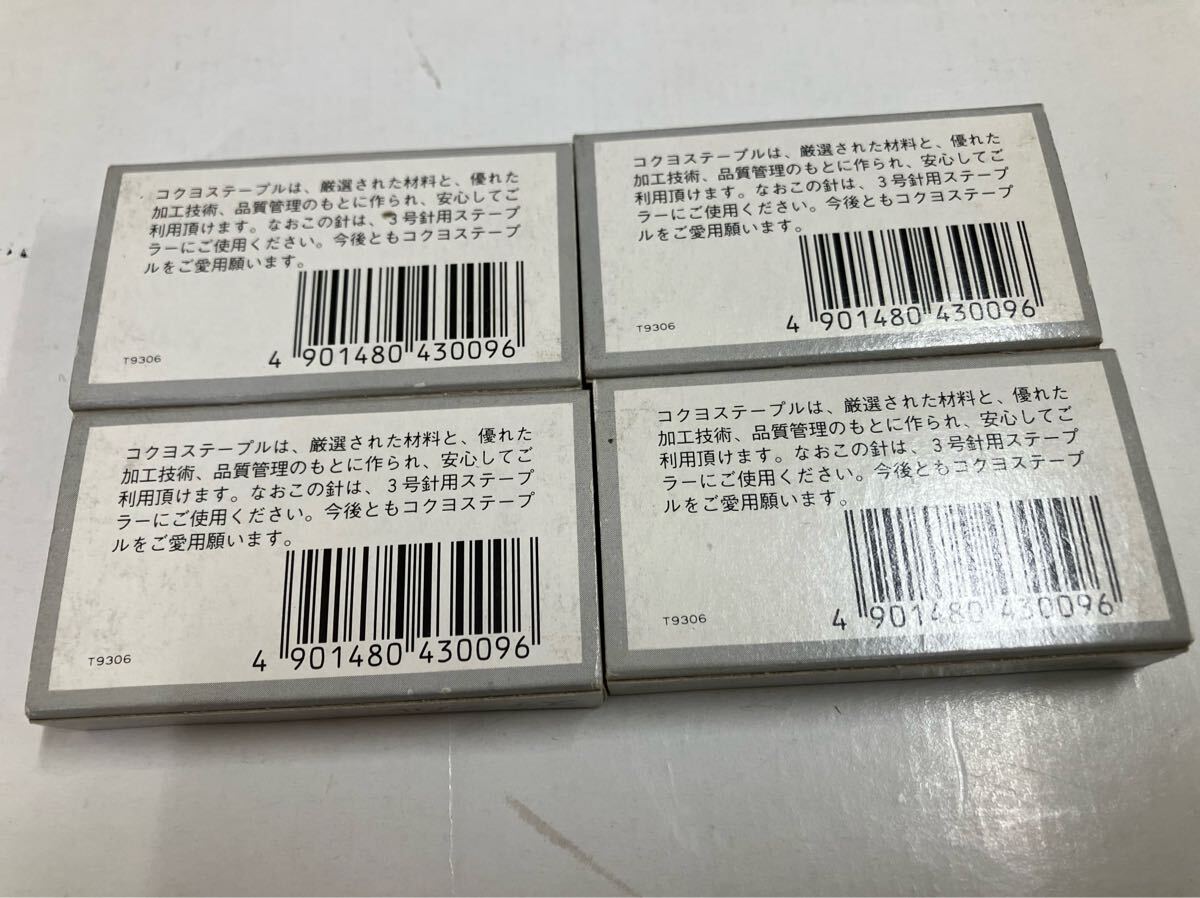 コクヨステープルは、厳選された材料と、優れた
加工技術、品質管理のもとに作られ、安心してご
利用頂けます。なおこの針は、3号針用ステープ
ラーにご使用ください。今後ともコクヨステープ
ルをご愛用願います。
T9306
4 901480 430096
コクヨステープルは、厳選された材料と、優れた
加工技術、品質管理のもとに作られ、安心してご
利用頂けます。なおこの針は、3号針用ステープ
ラーにご使用ください。今後ともコクヨステープ
ルをご愛用願います。
T9306
4 901480 430096
コクヨステープルは、厳選された材料と、優れた
加工技術、品質管理のもとに作られ、安心してご
利用頂けます。なおこの針は、3号針用ステープ
ラーにご使用ください。今後ともコクヨステープ
ルをご愛用願います。
T9306
4 901480 430096
コクヨステープルは、厳選された材料と、優れた
加工技術、品質管理のもとに作られ、安心してご
利用頂けます。なおこの針は、3号針用ステープ
ラーにご使用ください。今後ともコクヨステープ
ルをご愛用願います。
T9306
4 901480 430096